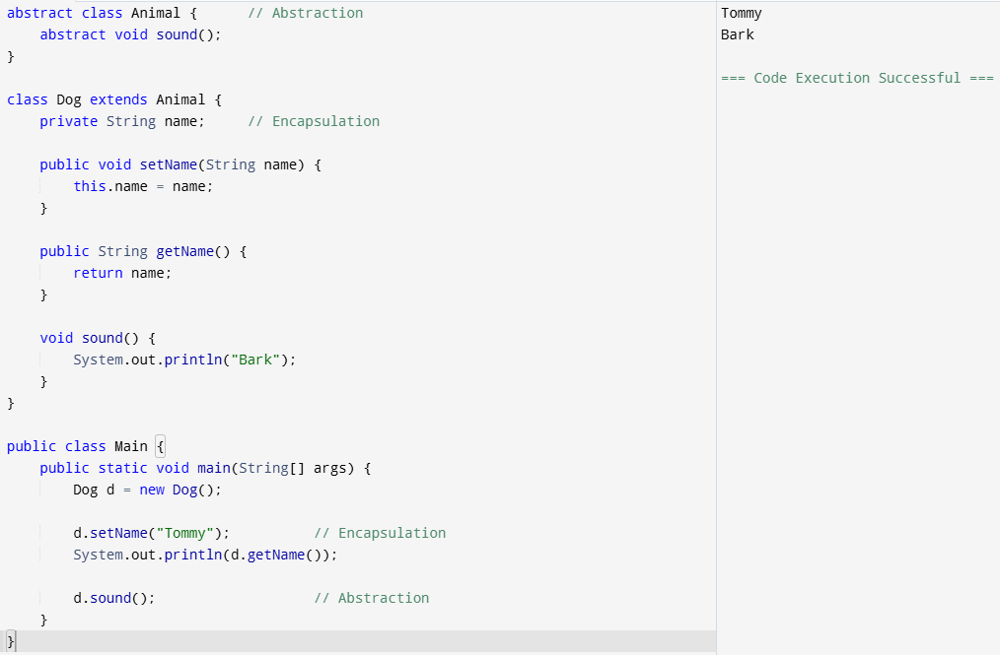 abstract class Animal {      // Abstraction
    abstract void sound();
}
class Dog extends Animal {
    private String name;     // Encapsulation
    public void setName(String name) {
        this.name = name;
    }
    public String getName() {
        return name;
    }
    void sound() {
        System.out.println("Bark");
    }
}
public class Main {
    public static void main(String[] args) {
        Dog d = new Dog();
        d.setName("Tommy");          // Encapsulation
        System.out.println(d.getName());
        d.sound();                   // Abstraction
    }
}
Tommy
Bark
=== Code Execution Successful ===